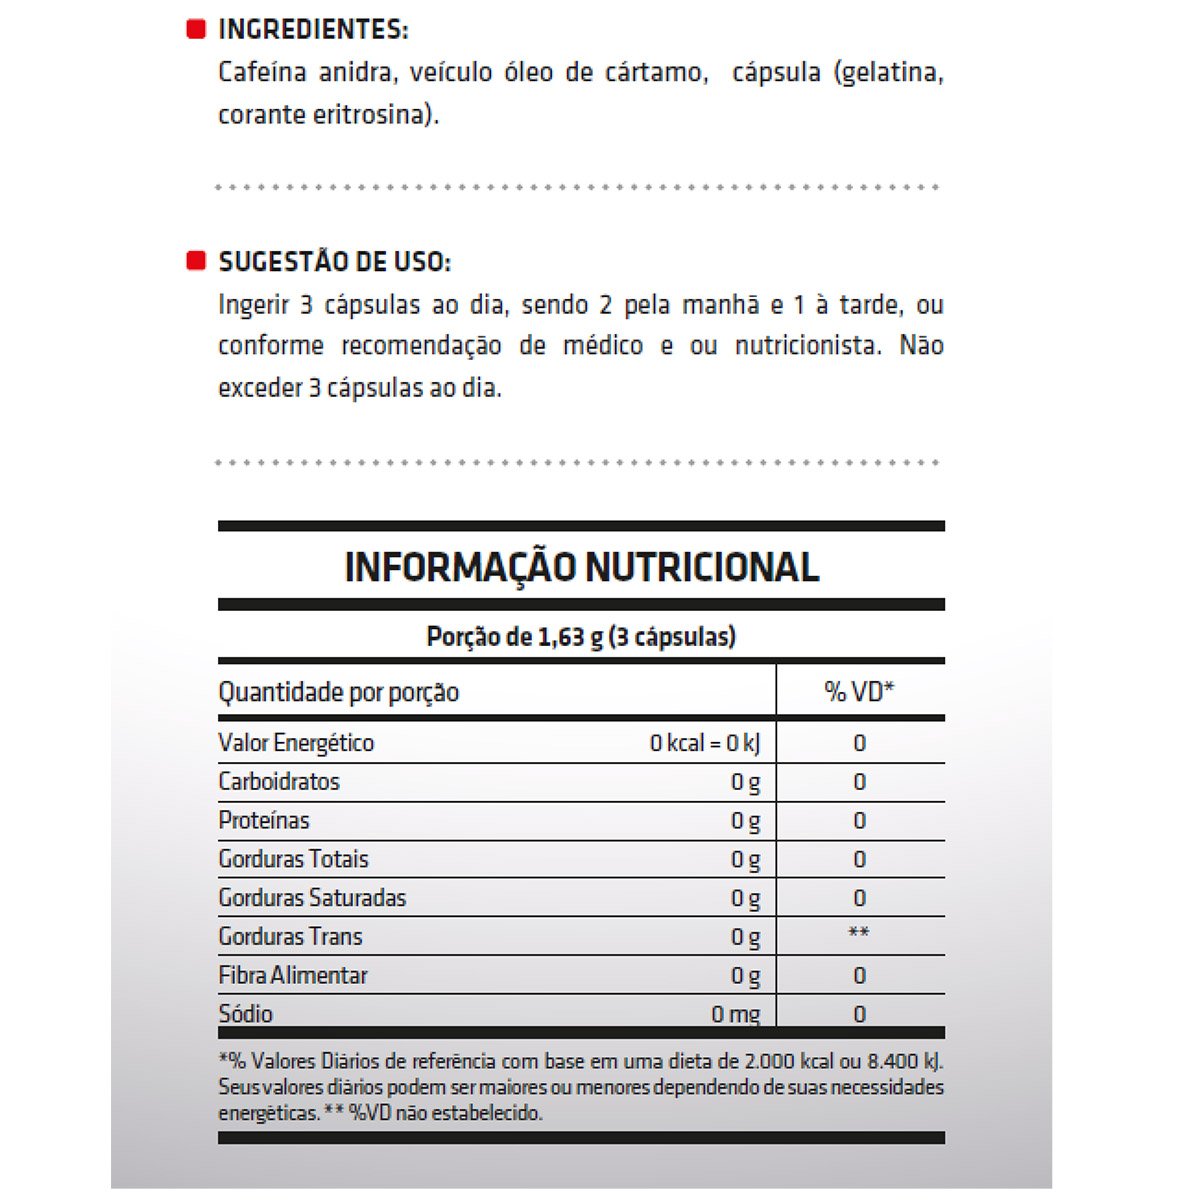 INGREDIENTES:
Cafeína anidra, veículo óleo de cártamo, cápsula (gelatina,
corante eritrosina).
SUGESTÃO DE USO:
Ingerir 3 cápsulas ao dia, sendo 2 pela manhã e 1 à tarde, ou
conforme recomendação de médico e ou nutricionista. Não
exceder 3 cápsulas ao dia.
INFORMAÇÃO NUTRICIONAL
Porção de 1,63 g (3 cápsulas)
Quantidade por porção % VD*
Valor Energético 0 kcal = 0 kJ 0
Carboidratos 0 g 0
Proteínas 0 g 0
Gorduras Totais 0 g 0
Gorduras Saturadas 0 g 0
Gorduras Trans 0 g **
Fibra Alimentar 0 g 0
Sódio 0 mg 0
*% Valores Diários de referência com base em uma dieta de 2.000 kcal ou 8.400 kJ.
Seus valores diários podem ser maiores ou menores dependendo de suas necessidades
energéticas. ** %VD não estabelecido.